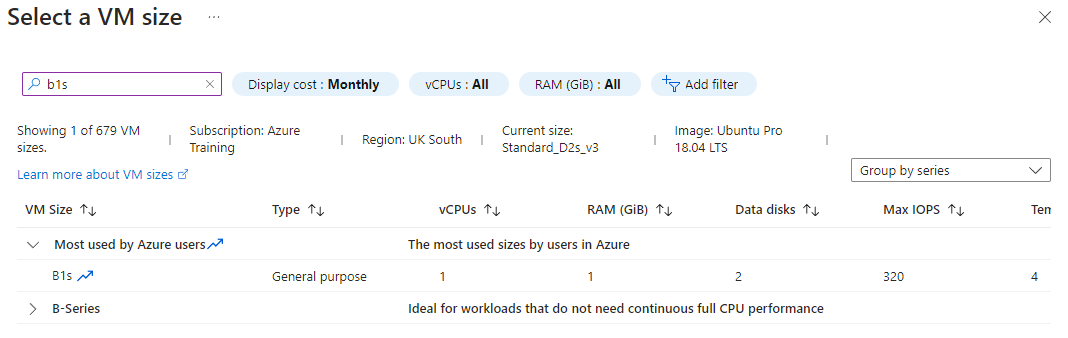 Select a VM size ...
b1s
Display cost : Monthly
vCPUs : All
RAM (GiB) : All
Add filter
Showing 1 of 679 VM
sizes.
Subscription: Azure
Training
Region: UK South
Current size:
Standard_D2s_v3
Image: Ubuntu Pro
18.04 LTS
Learn more about VM sizes
Group by series
VM Size Type vCPUs RAM (GiB) Data disks Max IOPS Tem
Most used by Azure users The most used sizes by users in Azure
B1s General purpose 1 1 2 320 4
B-Series Ideal for workloads that do not need continuous full CPU performance